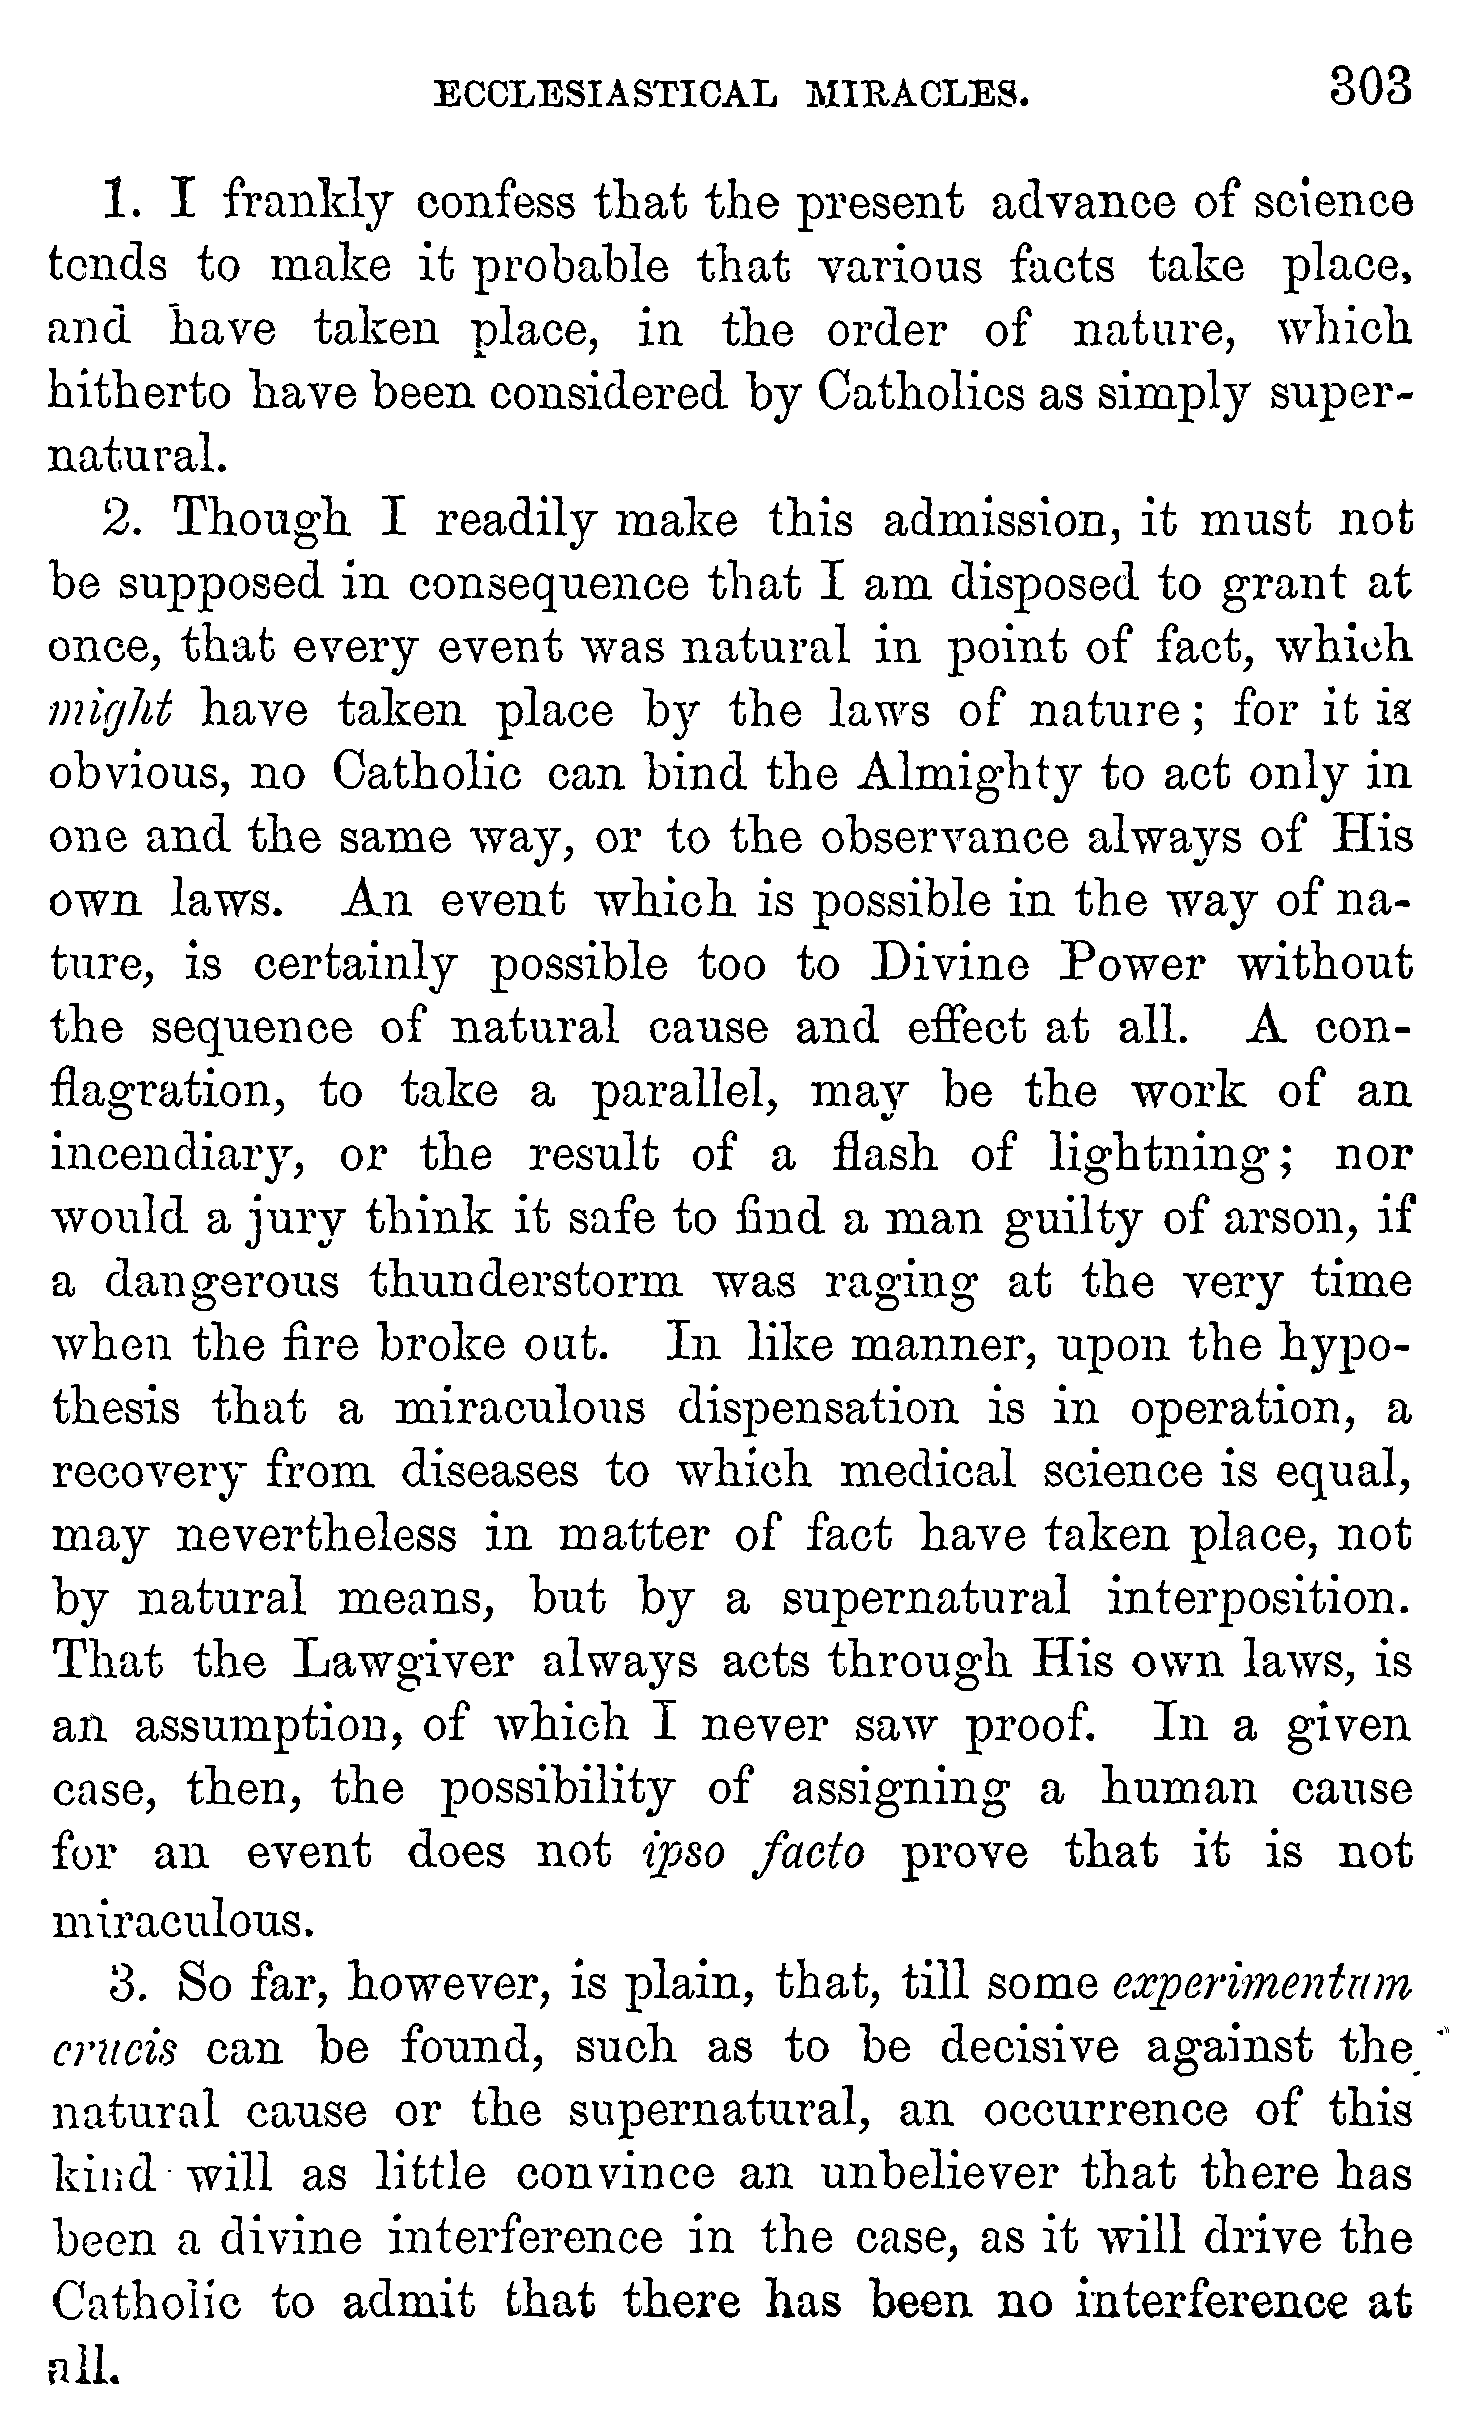 ECCLESIASTICAL MIRACLES. 303
1. I frankly confess that the present advance of science
tends to make it probable that various facts take place,
and have taken place, in the order of nature, which
hitherto have been considered by Catholics as simply super-
natural.
2. Though I readily make this admission, it must not
be supposed in consequence that I am disposed to grant at
once, that every event was natural in point of fact, which
might have taken place by the laws of nature; for it is
obvious, no Catholic can bind the Almighty to act only in
one and the same way, or to the observance always of His
own laws. An event which is possible in the way of na-
ture, is certainly possible too to Divine Power without
the sequence of natural cause and effect at all. A con-
flagration, to take a parallel, may be the work of an
incendiary, or the result of a flash of lightning; nor
would a jury think it safe to find a man guilty of arson, if
a dangerous thunderstorm was raging at the very time
when the fire broke out. In like manner, upon the hypo-
thesis that a miraculous dispensation is in operation, a
recovery from diseases to which medical science is equal,
may nevertheless in matter of fact have taken place, not
by natural means, but by a supernatural interposition.
That the Lawgiver always acts through His own laws, is
an assumption, of which I never saw proof. In a given
case, then, the possibility of assigning a human cause
for an event does not ipso facto prove that it is not
miraculous.
3. So far, however, is plain, that, till some experimentum
crucis can be found, such as to be decisive against the
natural cause or the supernatural, an occurrence of this
kind will as little convince an unbeliever that there has
been a divine interference in the case, as it will drive the
Catholic to admit that there has been no interference at
all.